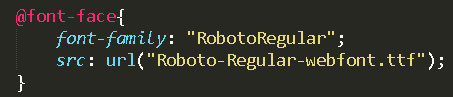 @font-face{
    font-family: "RobotoRegular";
    src: url("Roboto-Regular-webfont.ttf");
}